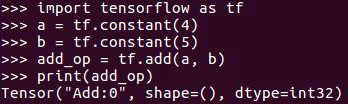 >>> import tensorflow as tf
>>> a = tf.constant(4)
>>> b = tf.constant(5)
>>> add_op = tf.add(a, b)
>>> print(add_op)
Tensor("Add:0", shape=(), dtype=int32)